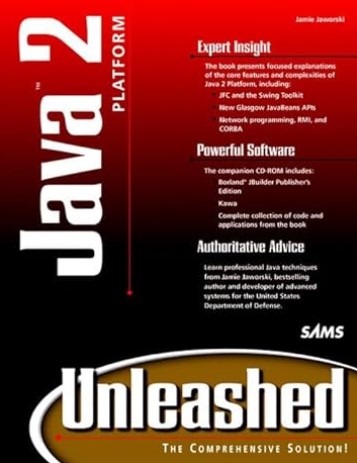 Jamie Jaworski
Java™ 2
PLATFORM
Expert Insight
The book presents focused explanations
of the core features and complexities of
Java 2 Platform, including:
JFC and the Swing Toolkit
New Glasgow JavaBeans APIs
Network programming, RMI, and
CORBA
Powerful Software
The companion CD-ROM includes:
Borland® JBuilder Publisher's
Edition
Kawa
Complete collection of code and
applications from the book
Authoritative Advice
Learn professional Java techniques
from Jamie Jaworski, bestselling
author and developer of advanced
systems for the United States
Department of Defense.
SAMS
Unleashed
THE COMPREHENSIVE SOLUTION!